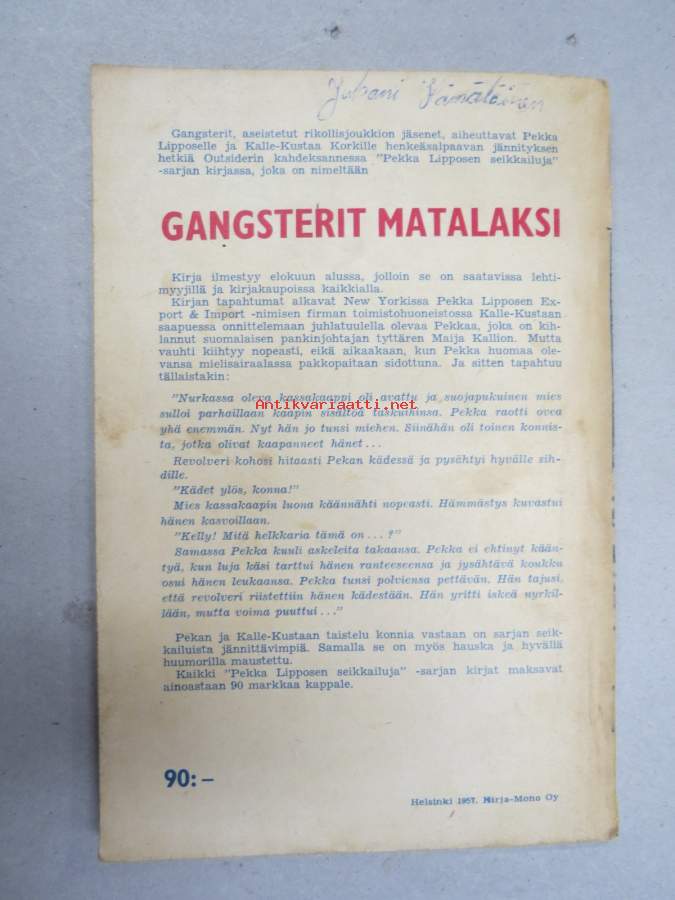 Juhani Hämäläinen
Gangsterit, aseistetut rikollisjoukkion jäsenet, aiheuttavat Pekka
Lipposelle ja Kalle-Kustaa Korkille henkeäsalpaavan jännityksen
hetkiä Outsiderin kahdeksannessa "Pekka Lipposen seikkailuja"
-sarjan kirjassa, joka on nimeltään
GANGSTERIT MATALAKSI
Kirja ilmestyy elokuun alussa, jolloin se on saatavissa lehti-
myyjillä ja kirjakaupoissa kaikkialla.
Kirjan tapahtumat alkavat New Yorkissa Pekka Lipposen Ex-
port & Import -nimisen firman toimistohuoneistossa Kalle-Kustaan
saapuessa onnittelemaan juhlatuulella olevaa Pekkaa, joka on kih-
lannut suomalaisen pankinjohtajan tyttären Maija Kallion. Mutta
vauhti kiihtyy nopeasti, eikä aikaakaan, kun Pekka huomaa ole-
vansa mielisairaalassa pakkopaitaan sidottuna. Ja sitten tapahtuu
tällaistakin:
"Nurkassa oleva kassakaappi oli avattu ja suojapukuinen mies
sulloi parhaillaan kaapin sisältöä taskuihinsa. Pekka raotti ovea
Antikvariaatti.net
yhä enemmän. Nyt hän jo tunsi miehen. Siinähän oli toinen konnis-
ta, jotka olivat kaapanneet hänet...
Revolveri kohosi hitaasti Pekan kädessä ja pysähtyi hyvälle sih-
dille.
"Kädet ylös, konna!"
Mies kassakaapin luona käännähti nopeasti. Hämmästys kuvastui
hänen kasvoillaan.
"Kelly! Mitä helkkaria tämä on...?"
Samassa Pekka kuuli askeleita takaansa. Pekka ei ehtinyt kään-
tyä, kun luja käsi tarttui hänen ranteeseensa ja jysähtävä koukku
osui hänen leukaansa. Pekka tunsi polviensa pettävän. Hän tajusi,
että revolveri riistettiin hänen kädestään. Hän yritti iskeä nyrkil-
lään, mutta voima puuttui..."
Pekan ja Kalle-Kustaan taistelu konnia vastaan on sarjan seik-
kailuista jännittävimpiä. Samalla se on myös hauska ja hyvällä
huumorilla maustettu.
Kaikki "Pekka Lipposen seikkailuja" -sarjan kirjat maksavat
ainoastaan 90 markkaa kappale.
90:–
Helsinki 1957. Kirja-Mono Oy